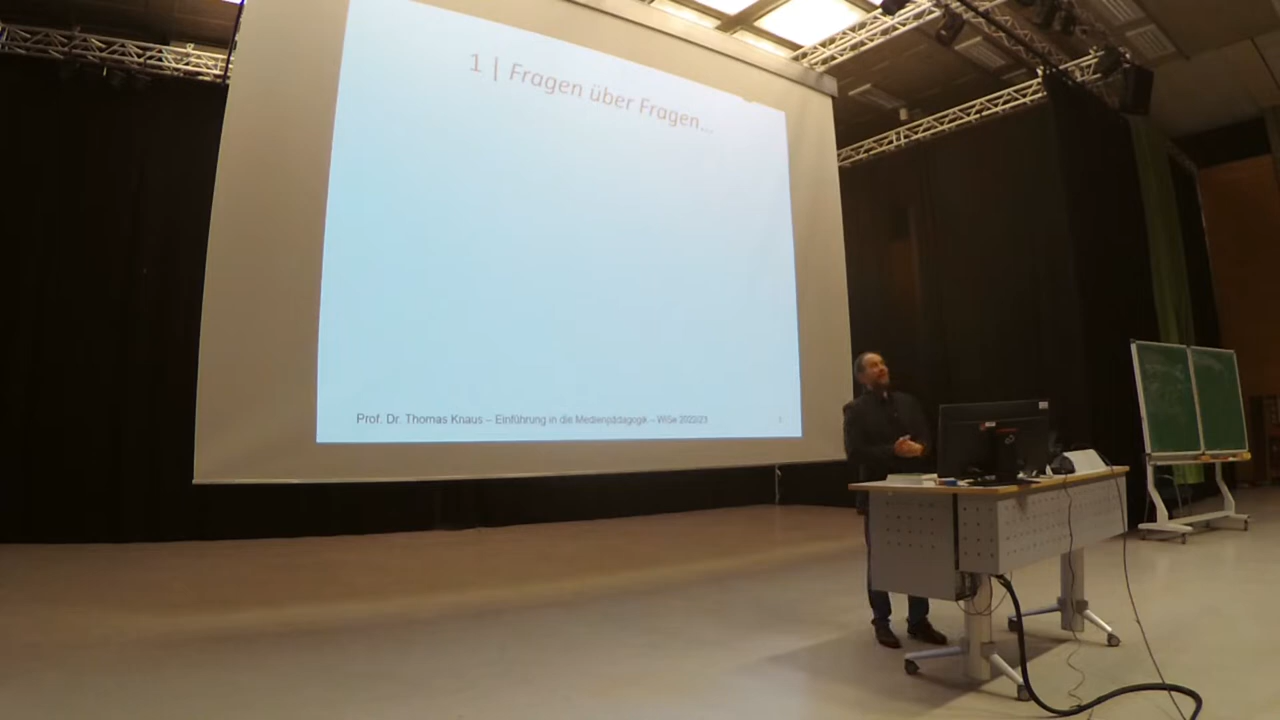 1 | Fragen über Fragen...
Prof. Dr. Thomas Knaus – Einführung in die Medienpädagogik – WiSe 2022/23